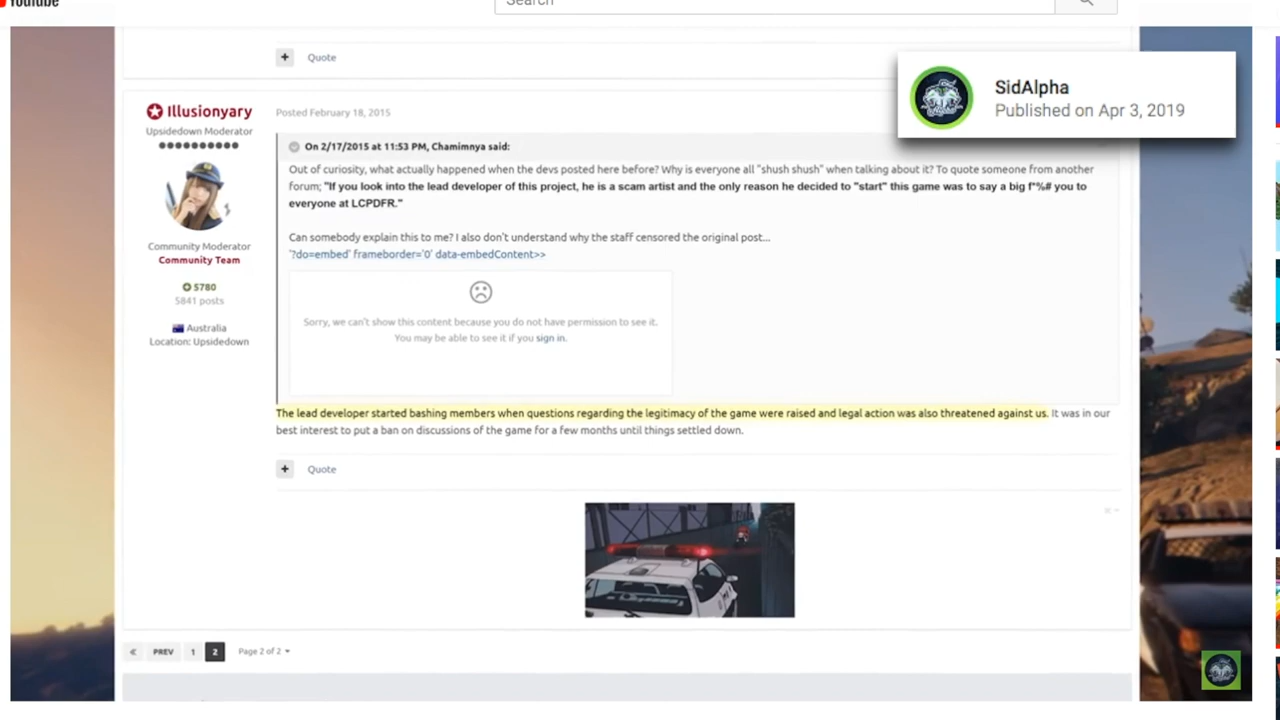 YouTube
Search
Quote
SidAlpha
Published on Apr 3, 2019
Illusionyary
Upsidedown Moderator
Community Moderator
Community Team
5780
5841 posts
Australia
Location: Upsidedown
Posted February 18, 2015
On 2/17/2015 at 11:53 PM, Chamimnya said:
Out of curiosity, what actually happened when the devs posted here before? Why is everyone all "shush shush" when talking about it? To quote someone from another
forum; "If you look into the lead developer of this project, he is a scam artist and the only reason he decided to "start" this game was to say a big f*%# you to
everyone at LCPDFR."
Can somebody explain this to me? I also don't understand why the staff censored the original post...
'?do=embed' frameborder='0' data-embedContent>>
Sorry, we can't show this content because you do not have permission to see it.
You may be able to see it if you sign in.
The lead developer started bashing members when questions regarding the legitimacy of the game were raised and legal action was also threatened against us. It was in our
best interest to put a ban on discussions of the game for a few months until things settled down.
Quote
PREV 1 2 Page 2 of 2